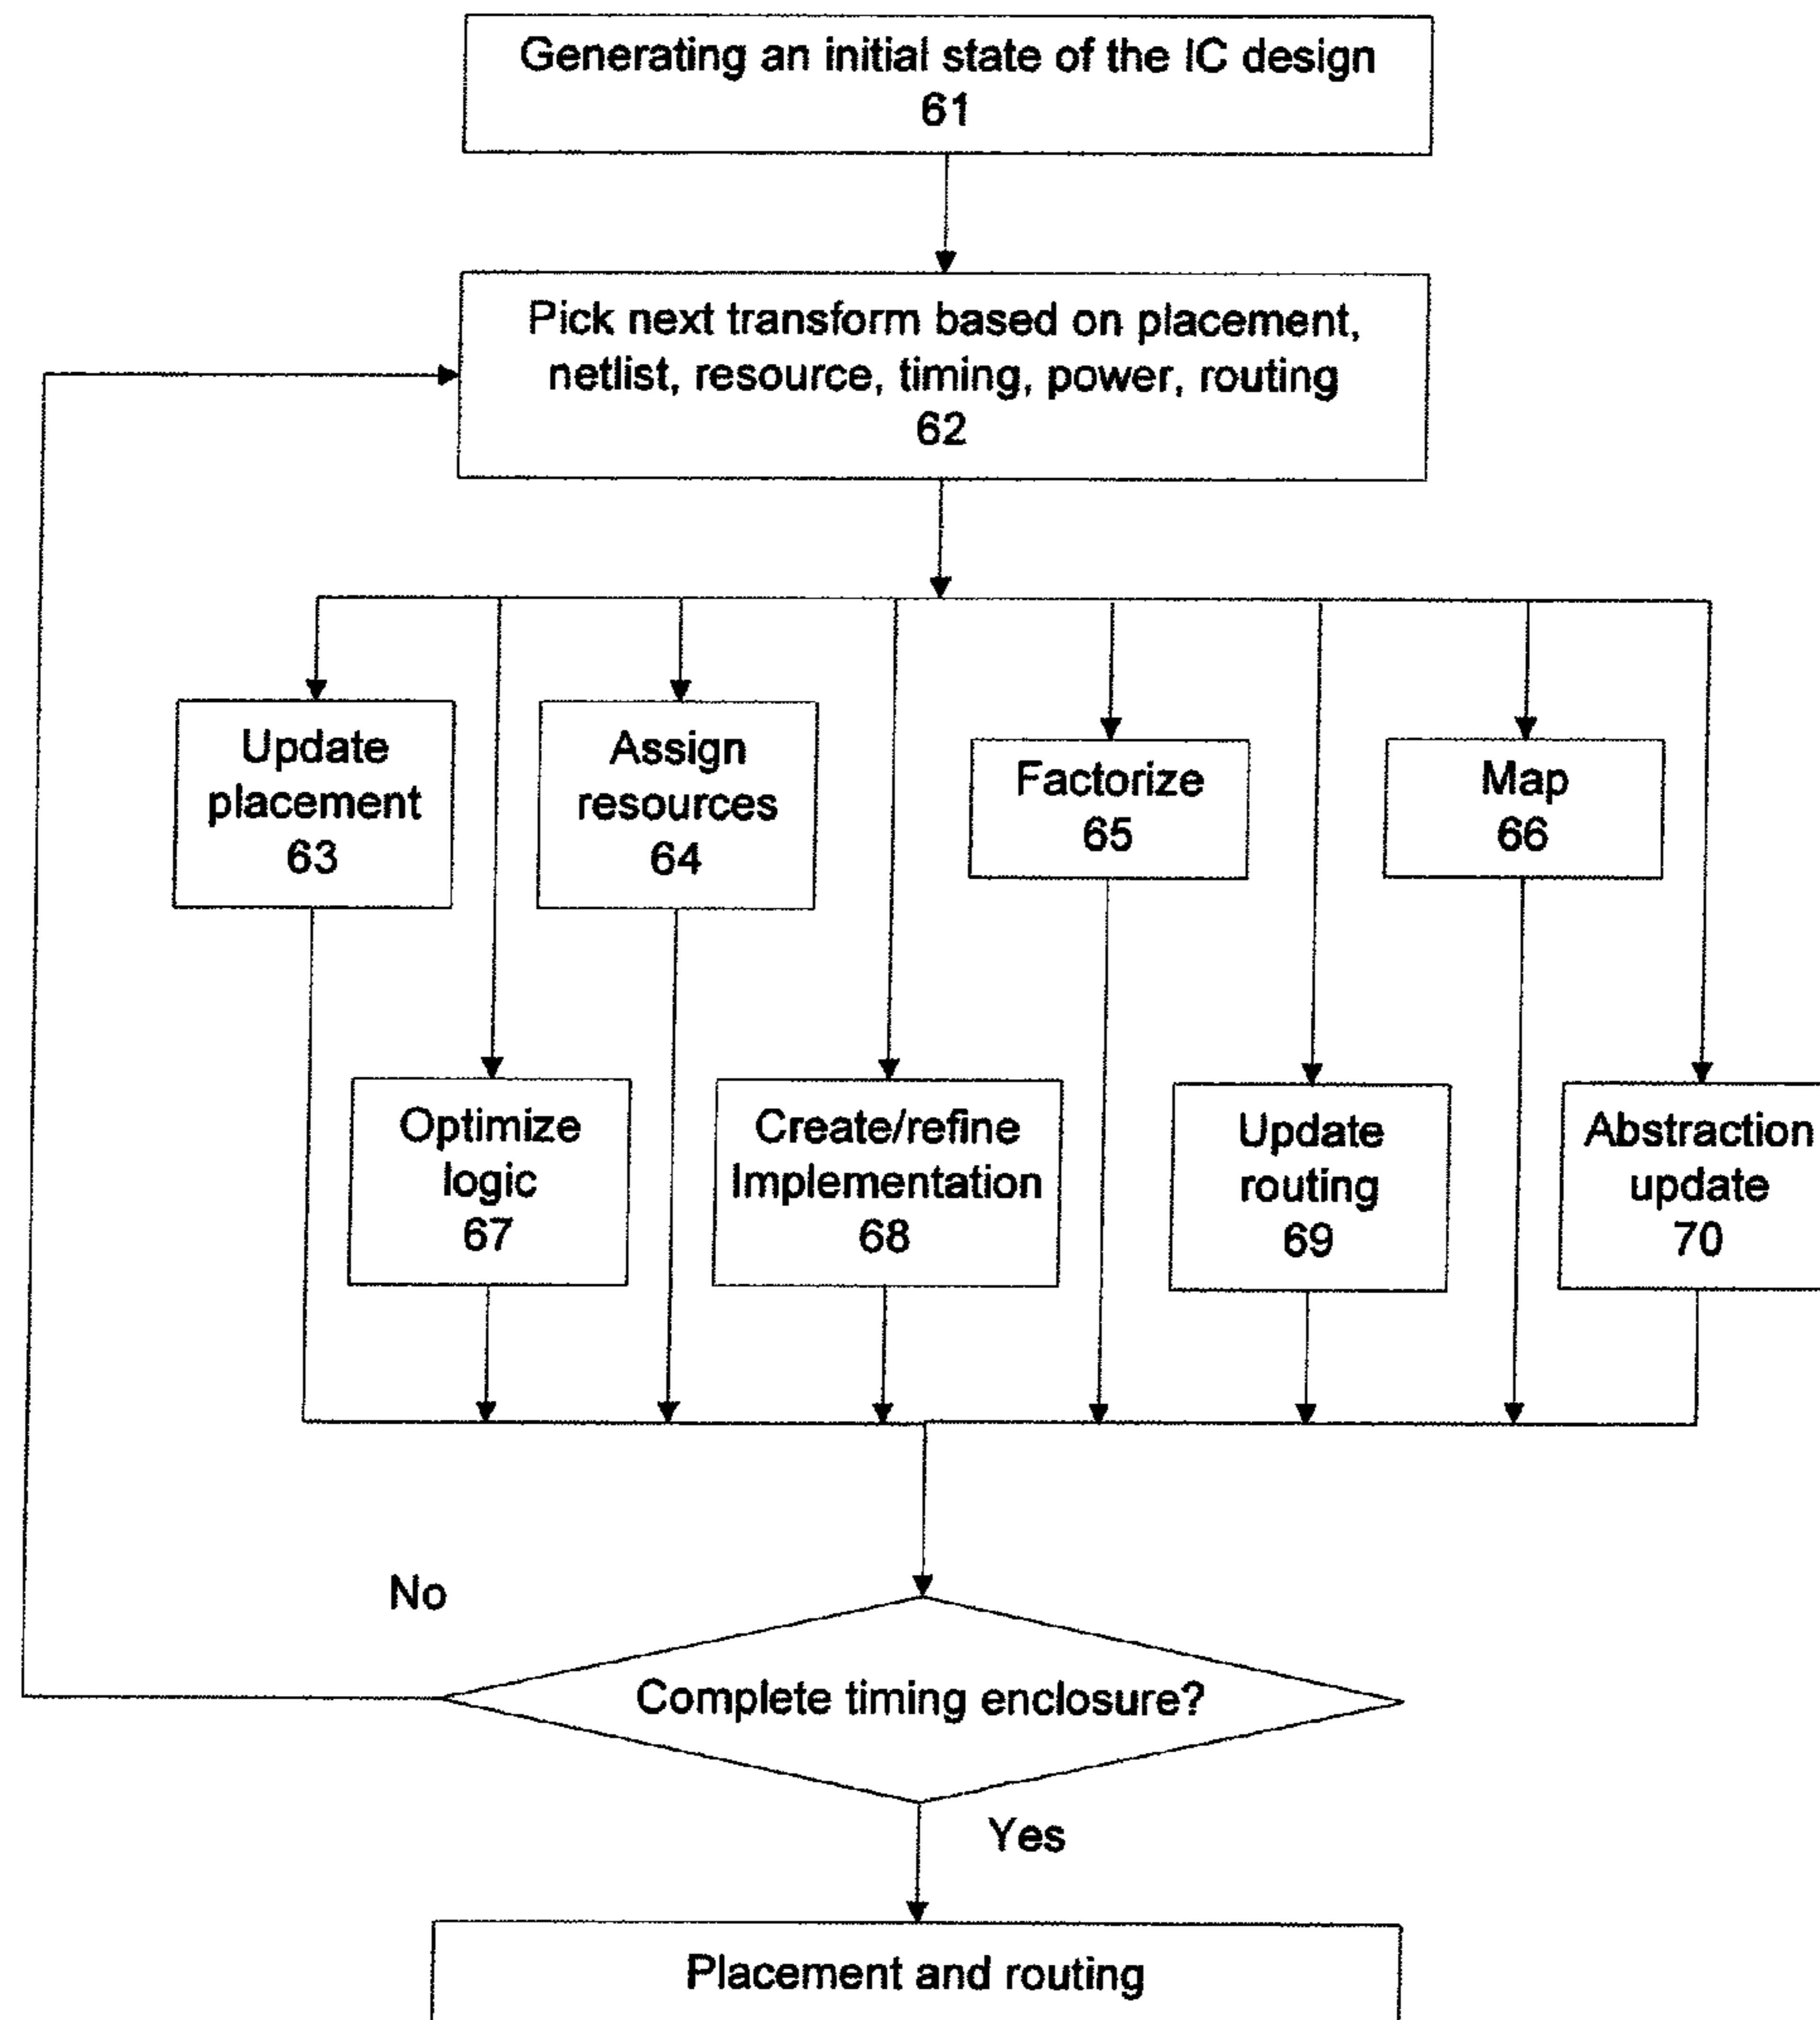 Generating an initial state of the IC design
61
Pick next transform based on placement,
netlist, resource, timing, power, routing
62
Update
placement
63
Assign
resources
64
Factorize
65
Map
66
Optimize
logic
67
Create/refine
Implementation
68
Update
routing
69
Abstraction
update
70
No
Complete timing enclosure?
Yes
Placement and routing